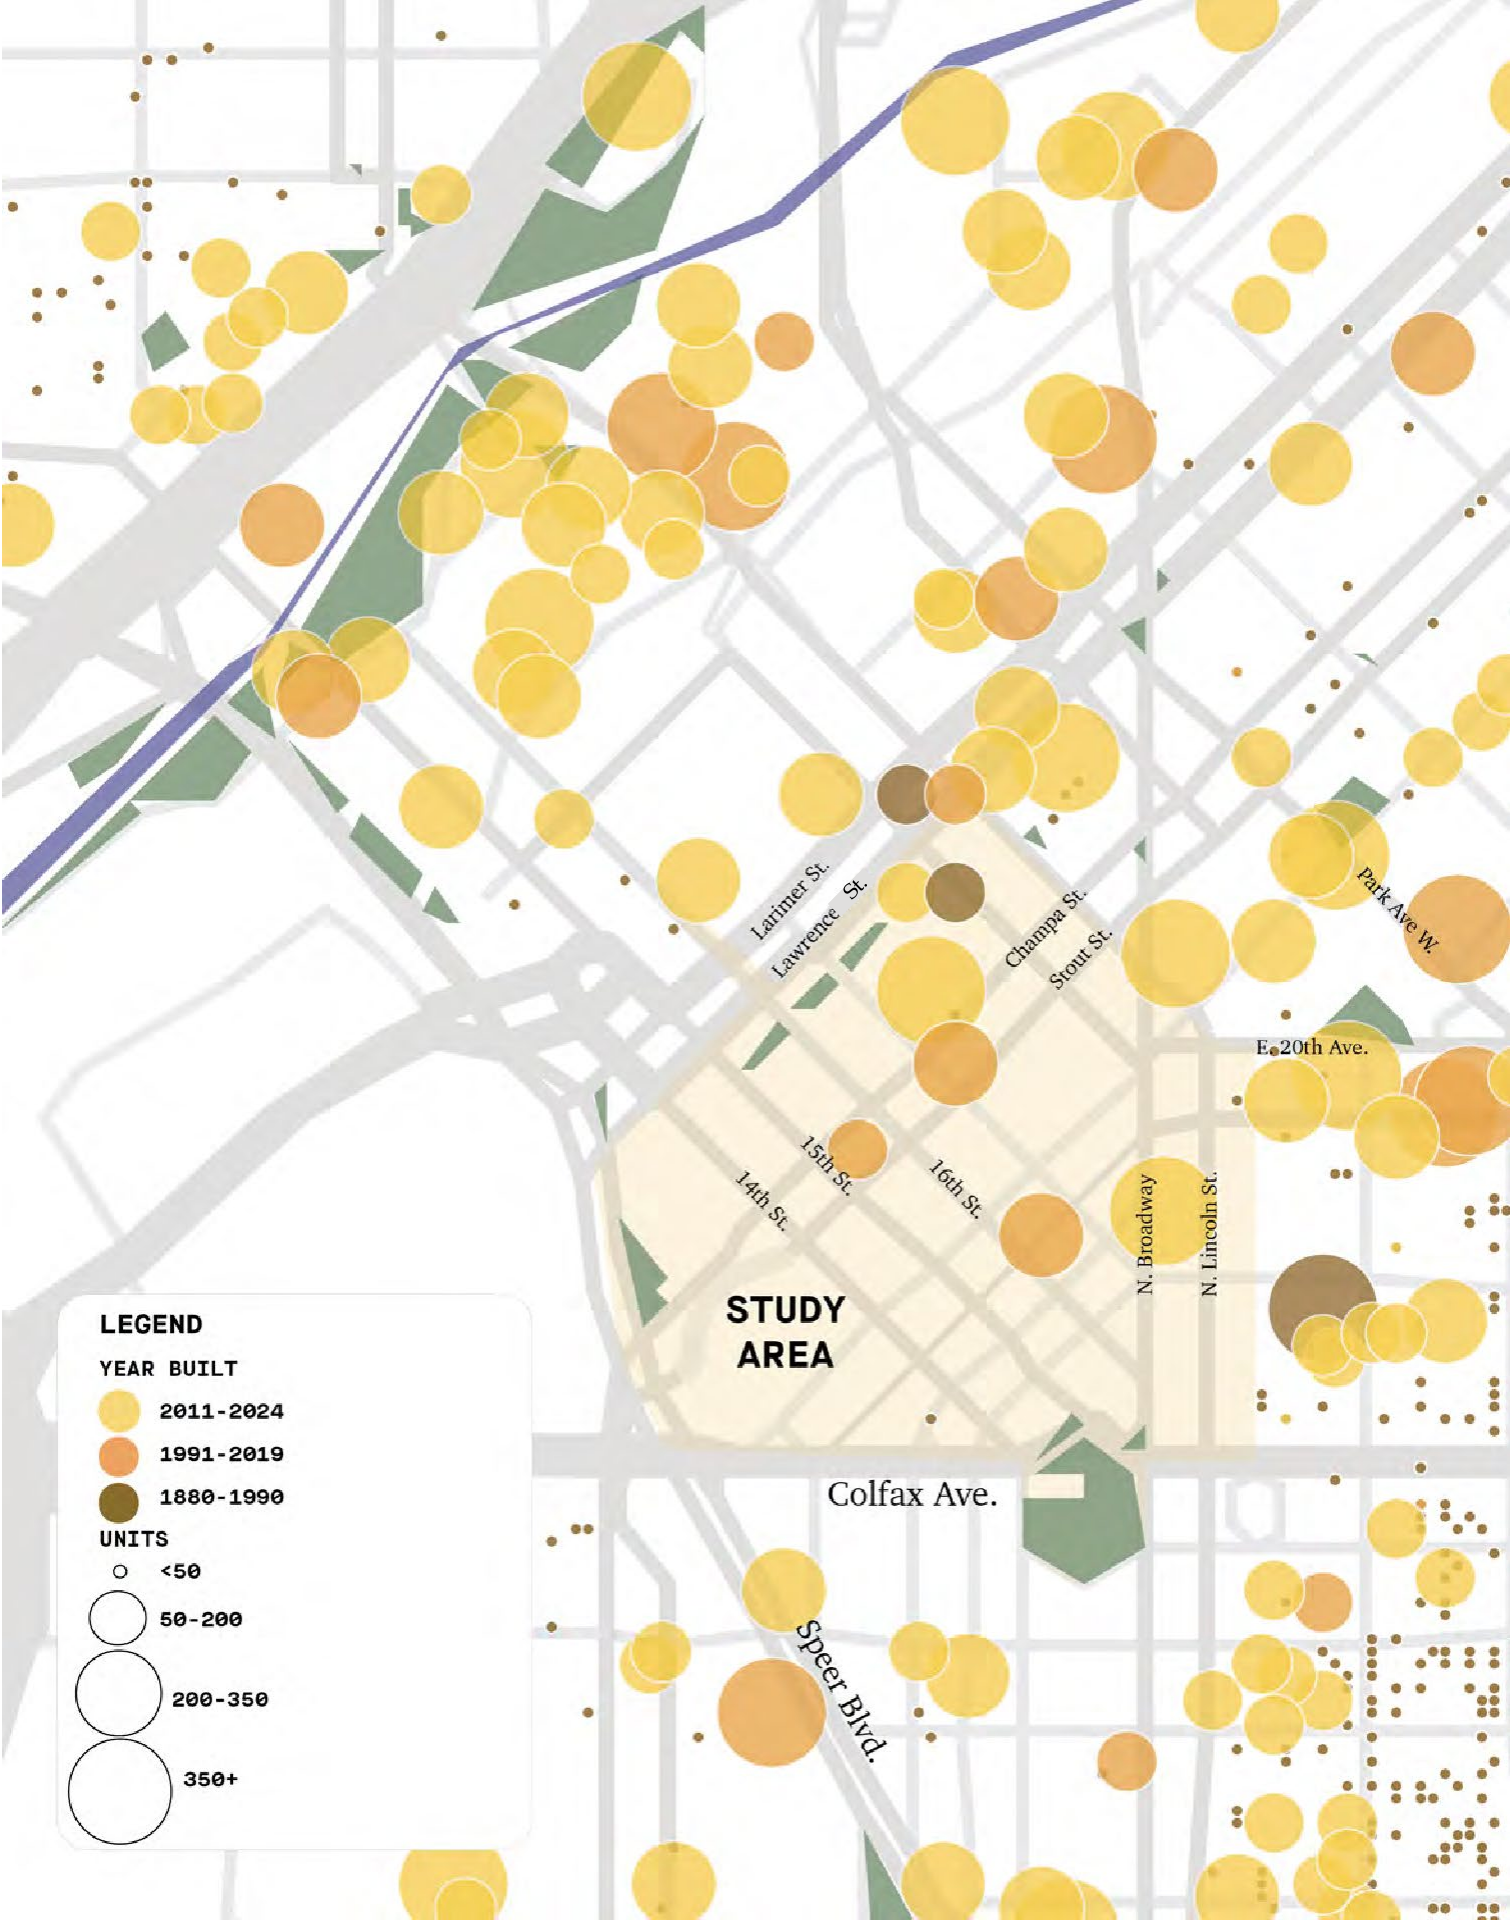 Larimer St.
Lawrence St.
Champa St.
Stout St.
Park Ave W.
E. 20th Ave.
15th St.
14th St.
16th St.
N. Broadway
N. Lincoln St.
STUDY
AREA
Colfax Ave.
Speer Blvd.
LEGEND
YEAR BUILT
2011-2024
1991-2019
1880-1990
UNITS
<50
50-200
200-350
350+